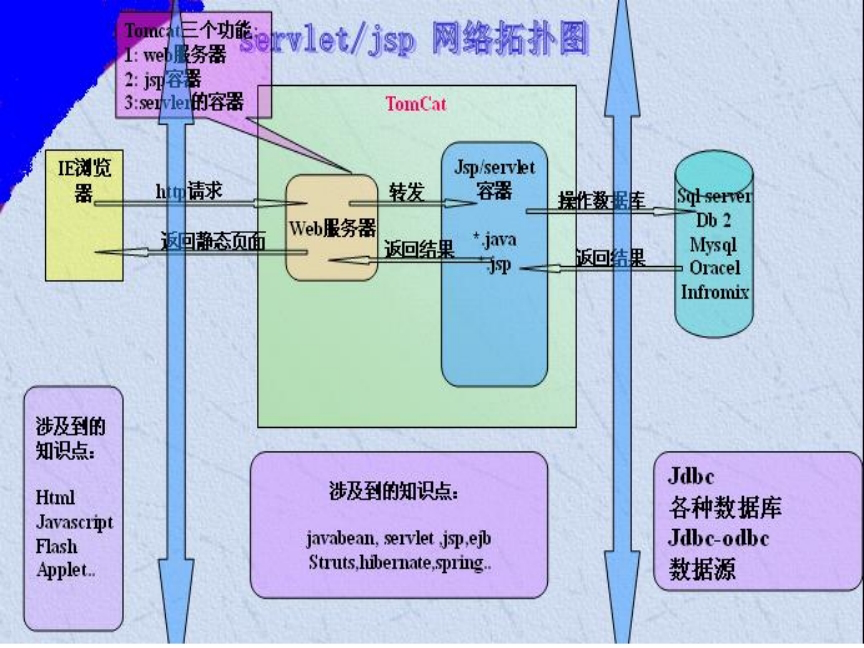 servlet/jsp 网络拓扑图
Tomcat三个功能:
1: web服务器
2: jsp容器
3:servler的容器
TomCat
IE浏览
器
http请求
返回静态页面
Web服务器
转发
返回结果
Jsp/servlet
容器
*.java
*.jsp
操作数据库
返回结果
Sql server
Db 2
Mysql
Oracel
Infromix
涉及到的
知识点:
Html
Javascript
Flash
Applet..
涉及到的知识点:
javabean, servlet ,jsp,ejb
Struts,hibernate,spring..
Jdbc
各种数据库
Jdbc-odbc
数据源